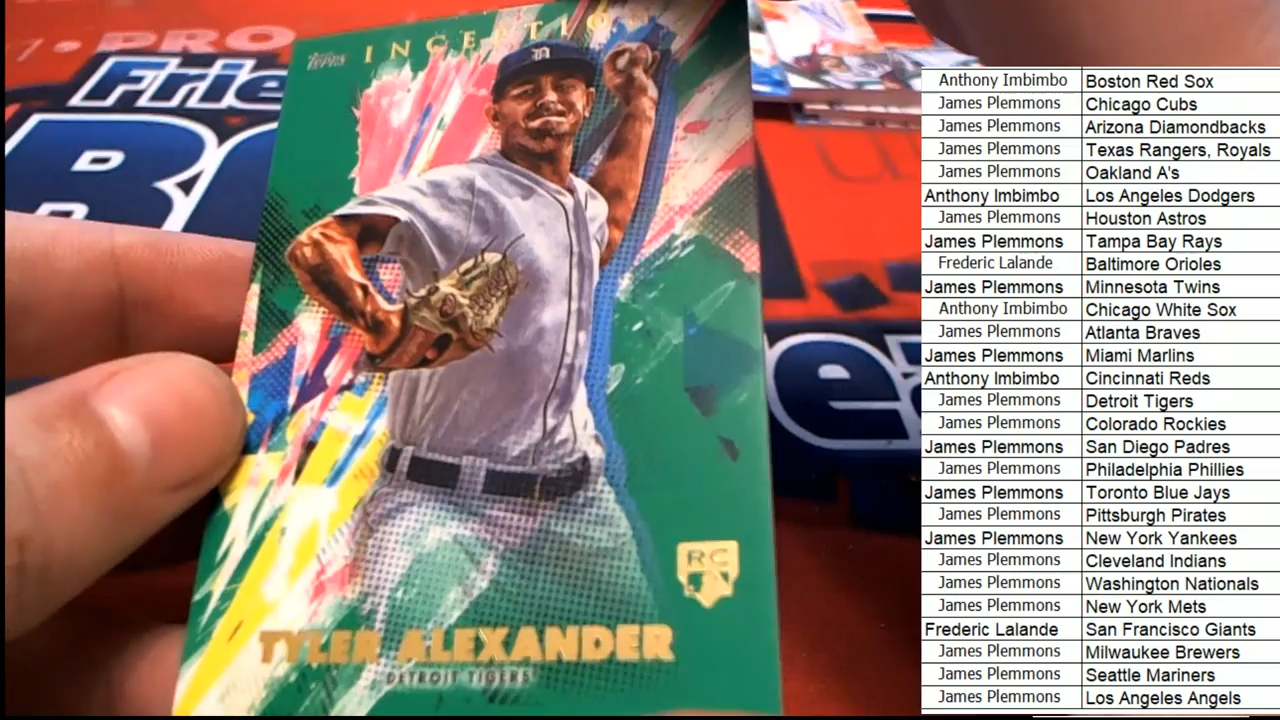 PRO
Frie
INCEPTIO
Topps
D
RC
TYLER ALEXANDER
DETROIT TIGERS
Anthony Imbimbo Boston Red Sox
James Plemmons Chicago Cubs
James Plemmons Arizona Diamondbacks
James Plemmons Texas Rangers, Royals
James Plemmons Oakland A's
Anthony Imbimbo Los Angeles Dodgers
James Plemmons Houston Astros
James Plemmons Tampa Bay Rays
Frederic Lalande Baltimore Orioles
James Plemmons Minnesota Twins
Anthony Imbimbo Chicago White Sox
James Plemmons Atlanta Braves
James Plemmons Miami Marlins
Anthony Imbimbo Cincinnati Reds
James Plemmons Detroit Tigers
James Plemmons Colorado Rockies
James Plemmons San Diego Padres
James Plemmons Philadelphia Phillies
James Plemmons Toronto Blue Jays
James Plemmons Pittsburgh Pirates
James Plemmons New York Yankees
James Plemmons Cleveland Indians
James Plemmons Washington Nationals
James Plemmons New York Mets
Frederic Lalande San Francisco Giants
James Plemmons Milwaukee Brewers
James Plemmons Seattle Mariners
James Plemmons Los Angeles Angels